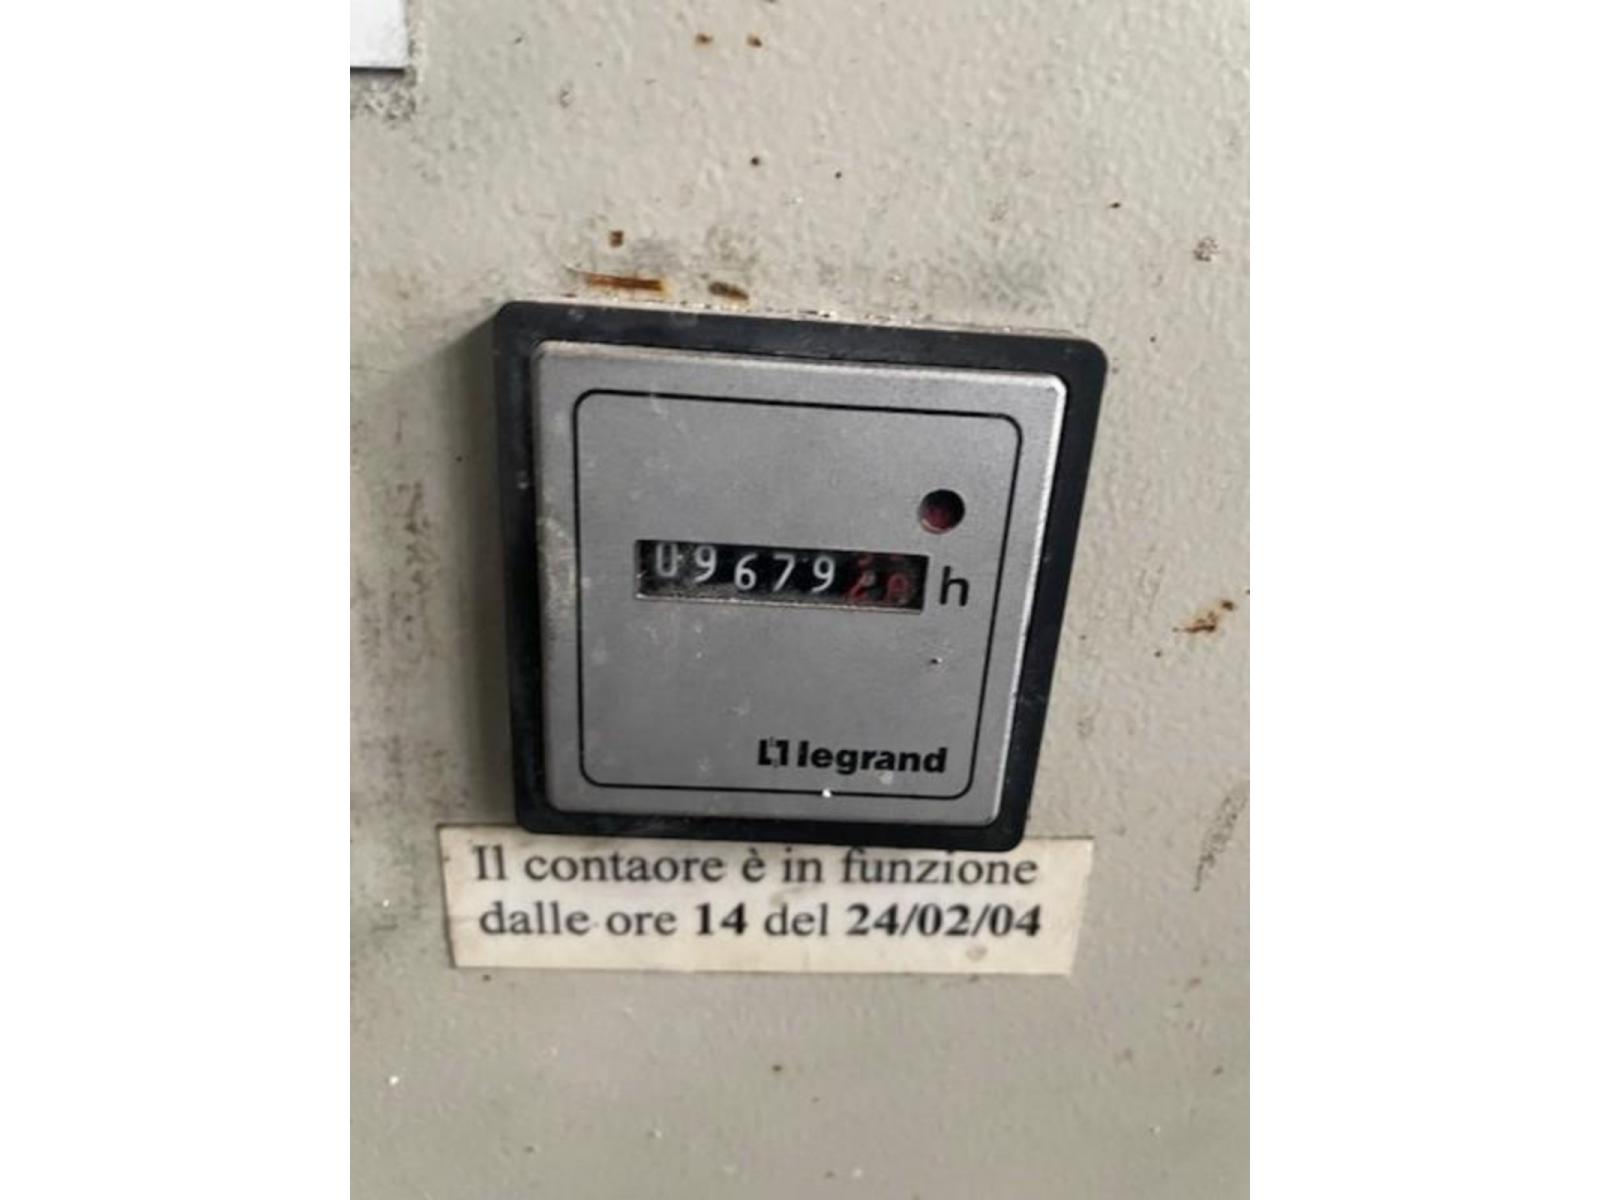 09679
h
legrand
Il contaore è in funzione
dalle ore 14 del 24/02/04